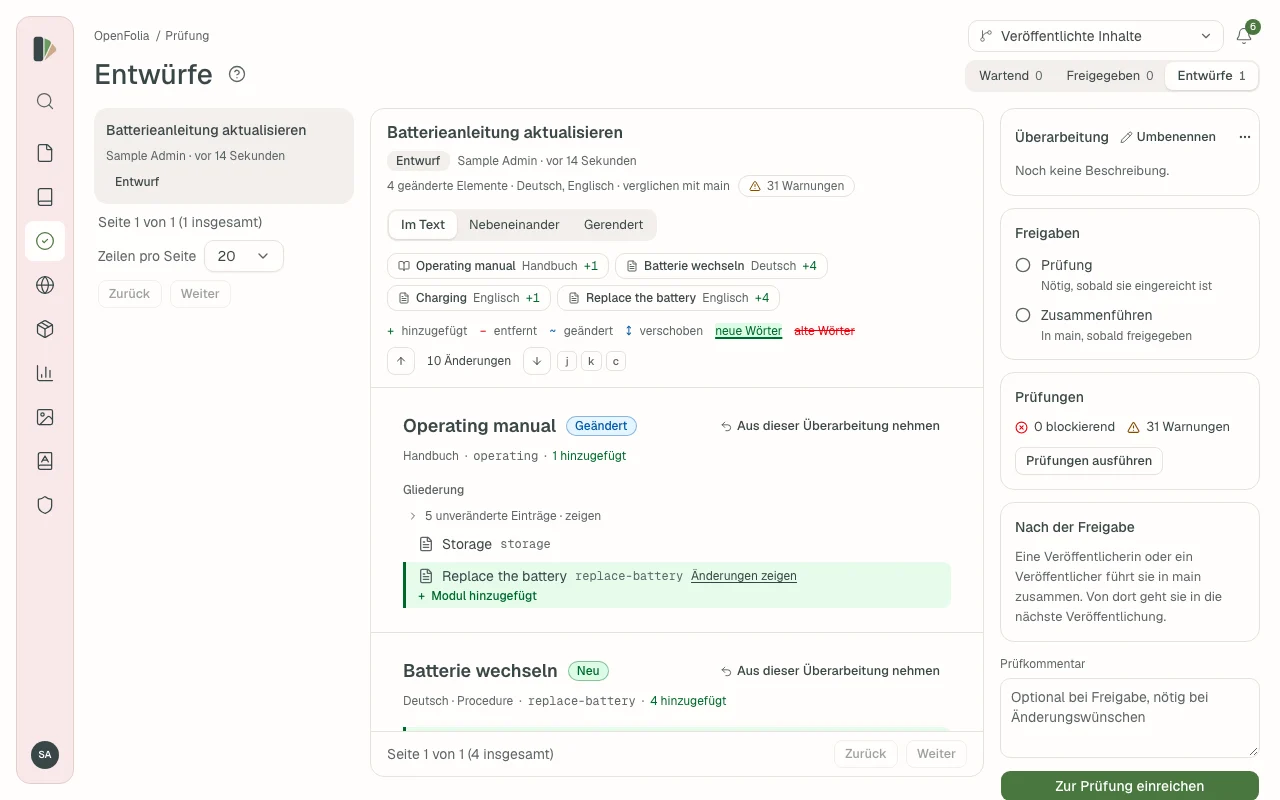 OpenFolia / Prüfung
Veröffentlichte Inhalte
6
Entwürfe
Wartend 0 Freigegeben 0 Entwürfe 1
Batterieanleitung aktualisieren
Sample Admin · vor 14 Sekunden
Entwurf
Seite 1 von 1 (1 insgesamt)
Zeilen pro Seite 20
Zurück Weiter
SA
Batterieanleitung aktualisieren
Entwurf Sample Admin · vor 14 Sekunden
4 geänderte Elemente · Deutsch, Englisch · verglichen mit main 31 Warnungen
Im Text Nebeneinander Gerendert
Operating manual Handbuch +1 Batterie wechseln Deutsch +4
Charging Englisch +1 Replace the battery Englisch +4
+ hinzugefügt − entfernt ~ geändert ↕ verschoben neue Wörter alte Wörter
↑ 10 Änderungen ↓ j k c
Operating manual Geändert Aus dieser Überarbeitung nehmen
Handbuch · operating · 1 hinzugefügt
Gliederung
5 unveränderte Einträge · zeigen
Storage storage
Replace the battery replace-battery Änderungen zeigen
+ Modul hinzugefügt
Batterie wechseln Neu Aus dieser Überarbeitung nehmen
Deutsch · Procedure · replace-battery · 4 hinzugefügt
Seite 1 von 1 (4 insgesamt) Zurück Weiter
Überarbeitung Umbenennen ...
Noch keine Beschreibung.
Freigaben
Prüfung
Nötig, sobald sie eingereicht ist
Zusammenführen
In main, sobald freigegeben
Prüfungen
0 blockierend 31 Warnungen
Prüfungen ausführen
Nach der Freigabe
Eine Veröffentlicherin oder ein
Veröffentlicher führt sie in main
zusammen. Von dort geht sie in die
nächste Veröffentlichung.
Prüfkommentar
Optional bei Freigabe, nötig bei
Änderungswünschen
Zur Prüfung einreichen